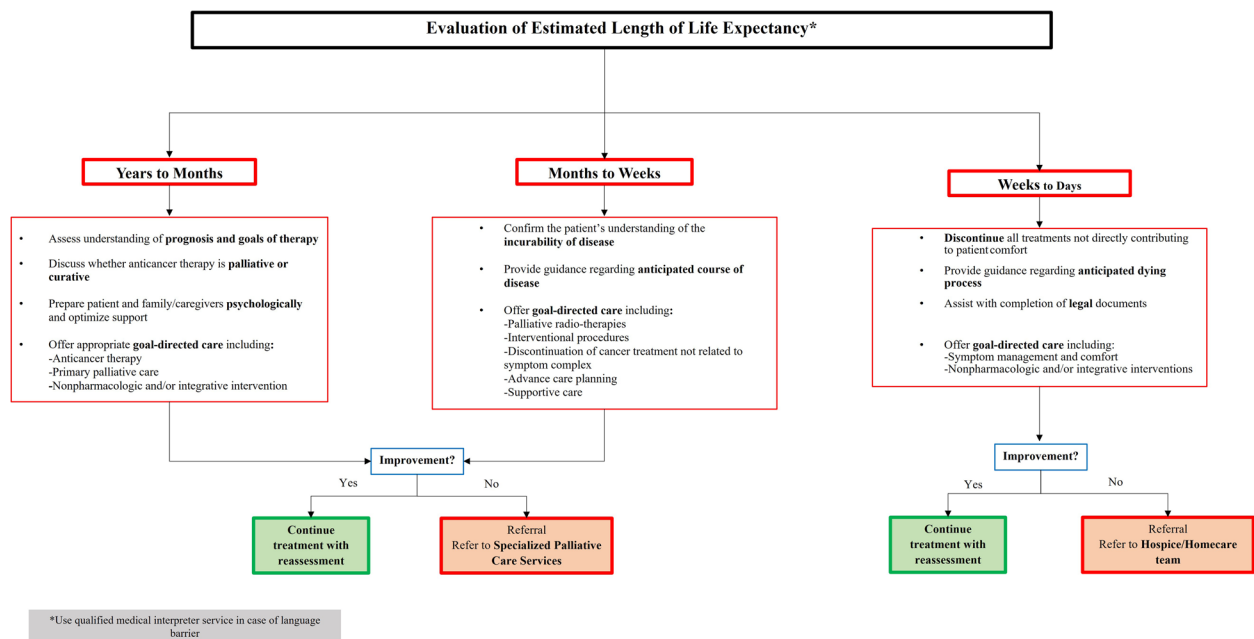 Evaluation of Estimated Length of Life Expectancy*
Years to Months
• Assess understanding of prognosis and goals of therapy
• Discuss whether anticancer therapy is palliative or
curative
• Prepare patient and family/caregivers psychologically
and optimize support
• Offer appropriate goal-directed care including:
-Anticancer therapy
-Primary palliative care
-Nonpharmacologic and/or integrative intervention
Months to Weeks
• Confirm the patient's understanding of the
incurability of disease
• Provide guidance regarding anticipated course of
disease
• Offer goal-directed care including:
-Palliative radio-therapies
-Interventional procedures
-Discontinuation of cancer treatment not related to
symptom complex
-Advance care planning
-Supportive care
Weeks to Days
• Discontinue all treatments not directly contributing
to patient comfort
• Provide guidance regarding anticipated dying
process
• Assist with completion of legal documents
• Offer goal-directed care including:
-Symptom management and comfort
-Nonpharmacologic and/or integrative interventions
Improvement?
Yes
No
Continue
treatment with
reassessment
Referral
Refer to Specialized Palliative
Care Services
Improvement?
Yes
No
Continue
treatment with
reassessment
Referral
Refer to Hospice/Homecare
team
*Use qualified medical interpreter service in case of language
barrier